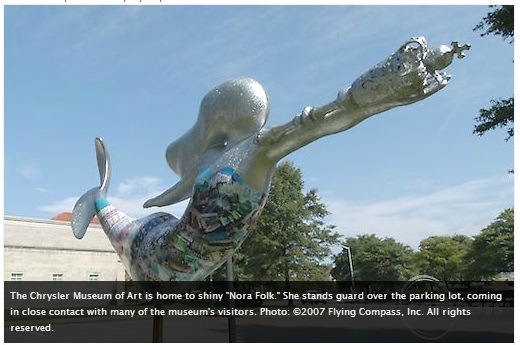 The Chrysler Museum of Art is home to shiny "Nora Folk." She stands guard over the parking lot, coming
in close contact with many of the museum's visitors. Photo: ©2007 Flying Compass, Inc. All rights
reserved.